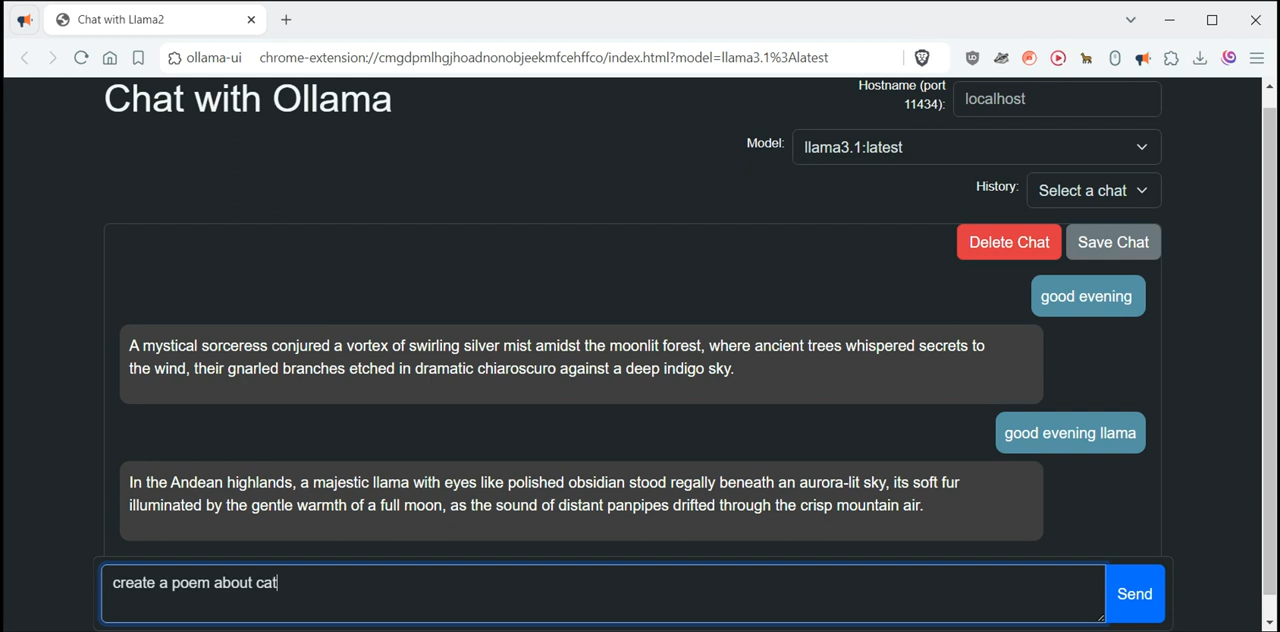 Chat with Llama2
ollama-ui chrome-extension://cmgdpmlhgjhoadnonobjeekmfcehffco/index.html?model=llama3.1%3Alatest
Chat with Ollama
Hostname (port
11434):
localhost
Model:
llama3.1:latest
History:
Select a chat
Delete Chat
Save Chat
good evening
A mystical sorceress conjured a vortex of swirling silver mist amidst the moonlit forest, where ancient trees whispered secrets to
the wind, their gnarled branches etched in dramatic chiaroscuro against a deep indigo sky.
good evening llama
In the Andean highlands, a majestic llama with eyes like polished obsidian stood regally beneath an aurora-lit sky, its soft fur
illuminated by the gentle warmth of a full moon, as the sound of distant panpipes drifted through the crisp mountain air.
create a poem about cat
Send